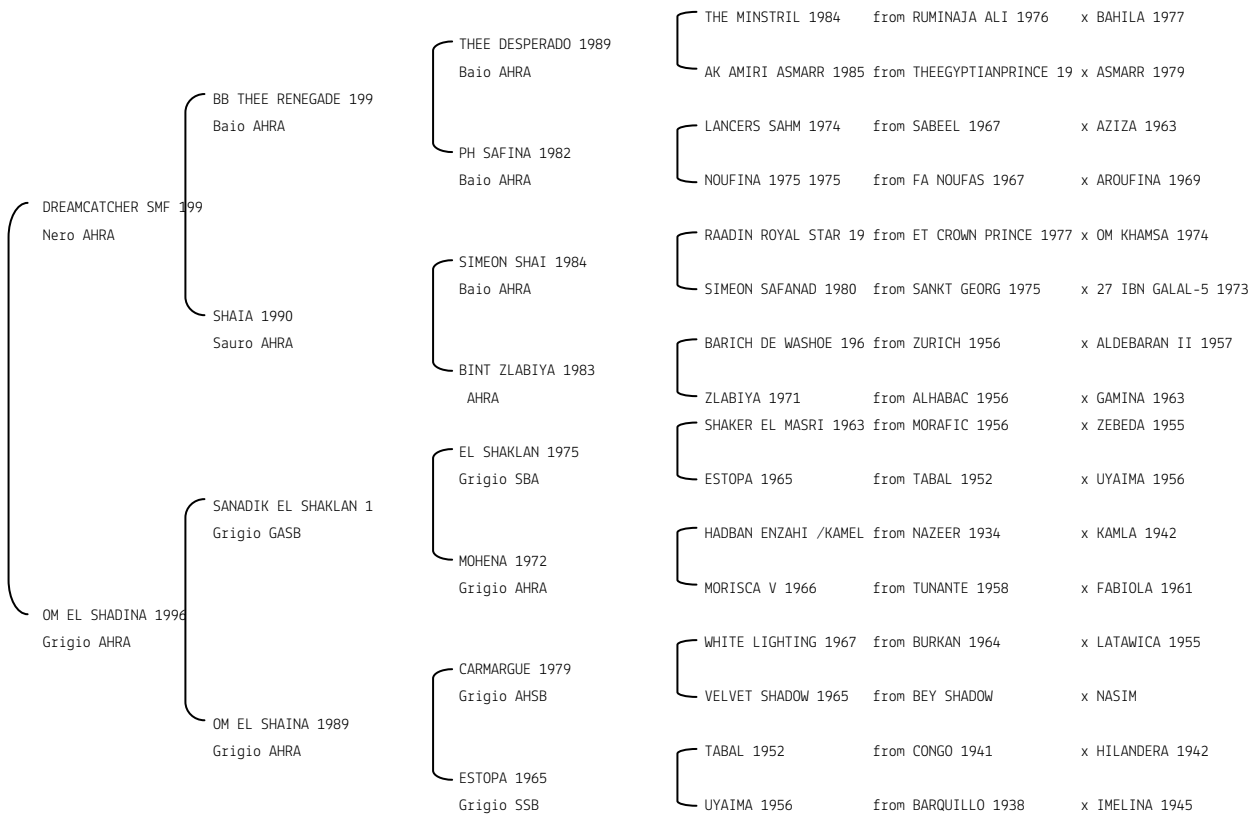 THE MINSTRIL 1984 from RUMINAJA ALI 1976 x BAHILA 1977
THEE DESPERADO 1989
Baio AHRA
AK AMIRI ASMARR 1985 from THEEGYPTIANPRINCE 19 x ASMARR 1979
BB THEE RENEGADE 199
Baio AHRA
LANCERS SAHM 1974 from SABEEL 1967 x AZIZA 1963
PH SAFINA 1982
Baio AHRA
NOUFINA 1975 1975 from FA NOUFAS 1967 x AROUFINA 1969
DREAMCATCHER SMF 199
Nero AHRA
RAADIN ROYAL STAR 19 from ET CROWN PRINCE 1977 x OM KHAMSA 1974
SIMEON SHAI 1984
Baio AHRA
SIMEON SAFANAD 1980 from SANKT GEORG 1975 x 27 IBN GALAL-5 1973
SHAIA 1990
Sauro AHRA
BARICH DE WASHOE 196 from ZURICH 1956 x ALDEBARAN II 1957
BINT ZLABIYA 1983
AHRA
ZLABIYA 1971 from ALHABAC 1956 x GAMINA 1963
SHAKER EL MASRI 1963 from MORAFIC 1956 x ZEBEDA 1955
EL SHAKLAN 1975
Grigio SBA
ESTOPA 1965 from TABAL 1952 x UYAIMA 1956
SANADIK EL SHAKLAN 1
Grigio GASB
HADBAN ENZAHI /KAMEL from NAZEER 1934 x KAMLA 1942
MOHENA 1972
Grigio AHRA
MORISCA V 1966 from TUNANTE 1958 x FABIOLA 1961
OM EL SHADINA 1996
Grigio AHRA
WHITE LIGHTING 1967 from BURKAN 1964 x LATAWICA 1955
CARMARGUE 1979
Grigio AHSB
VELVET SHADOW 1965 from BEY SHADOW x NASIM
OM EL SHAINA 1989
Grigio AHRA
TABAL 1952 from CONGO 1941 x HILANDERA 1942
ESTOPA 1965
Grigio SSB
UYAIMA 1956 from BARQUILLO 1938 x IMELINA 1945